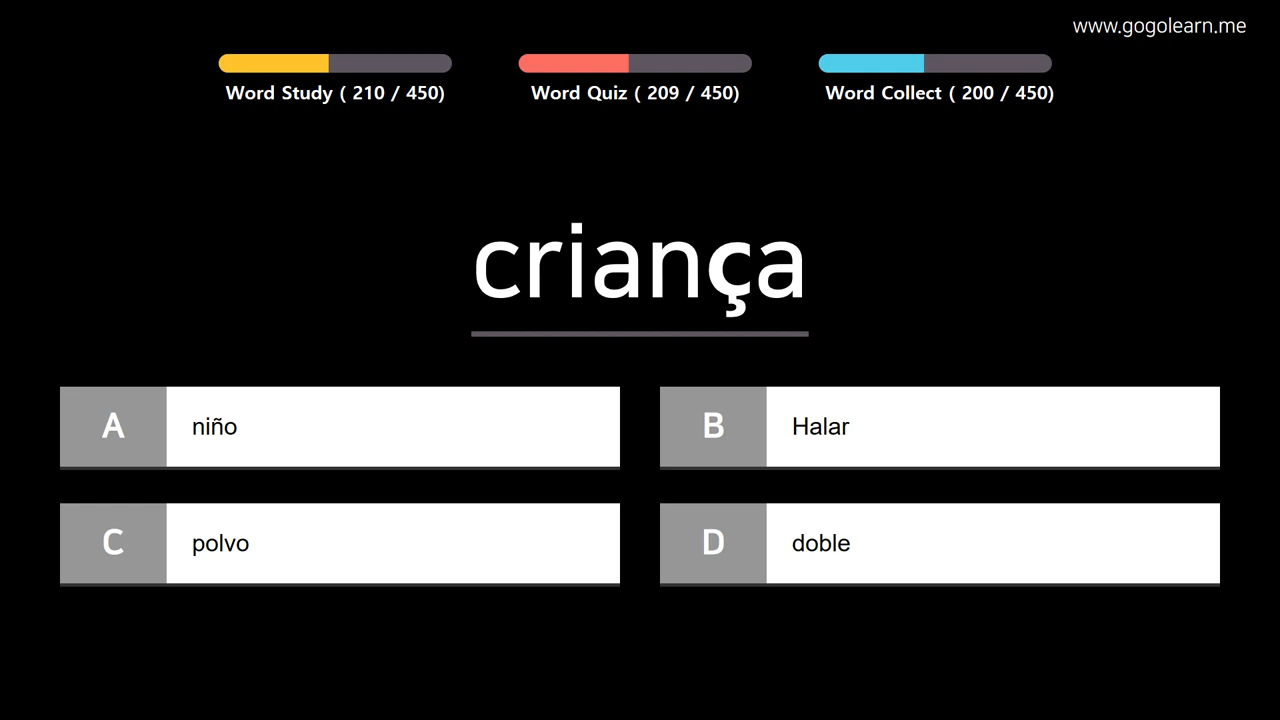 www.gogolearn.me
Word Study ( 210 / 450)
Word Quiz ( 209 / 450)
Word Collect ( 200 / 450)
criança
A niño
B Halar
C polvo
D doble